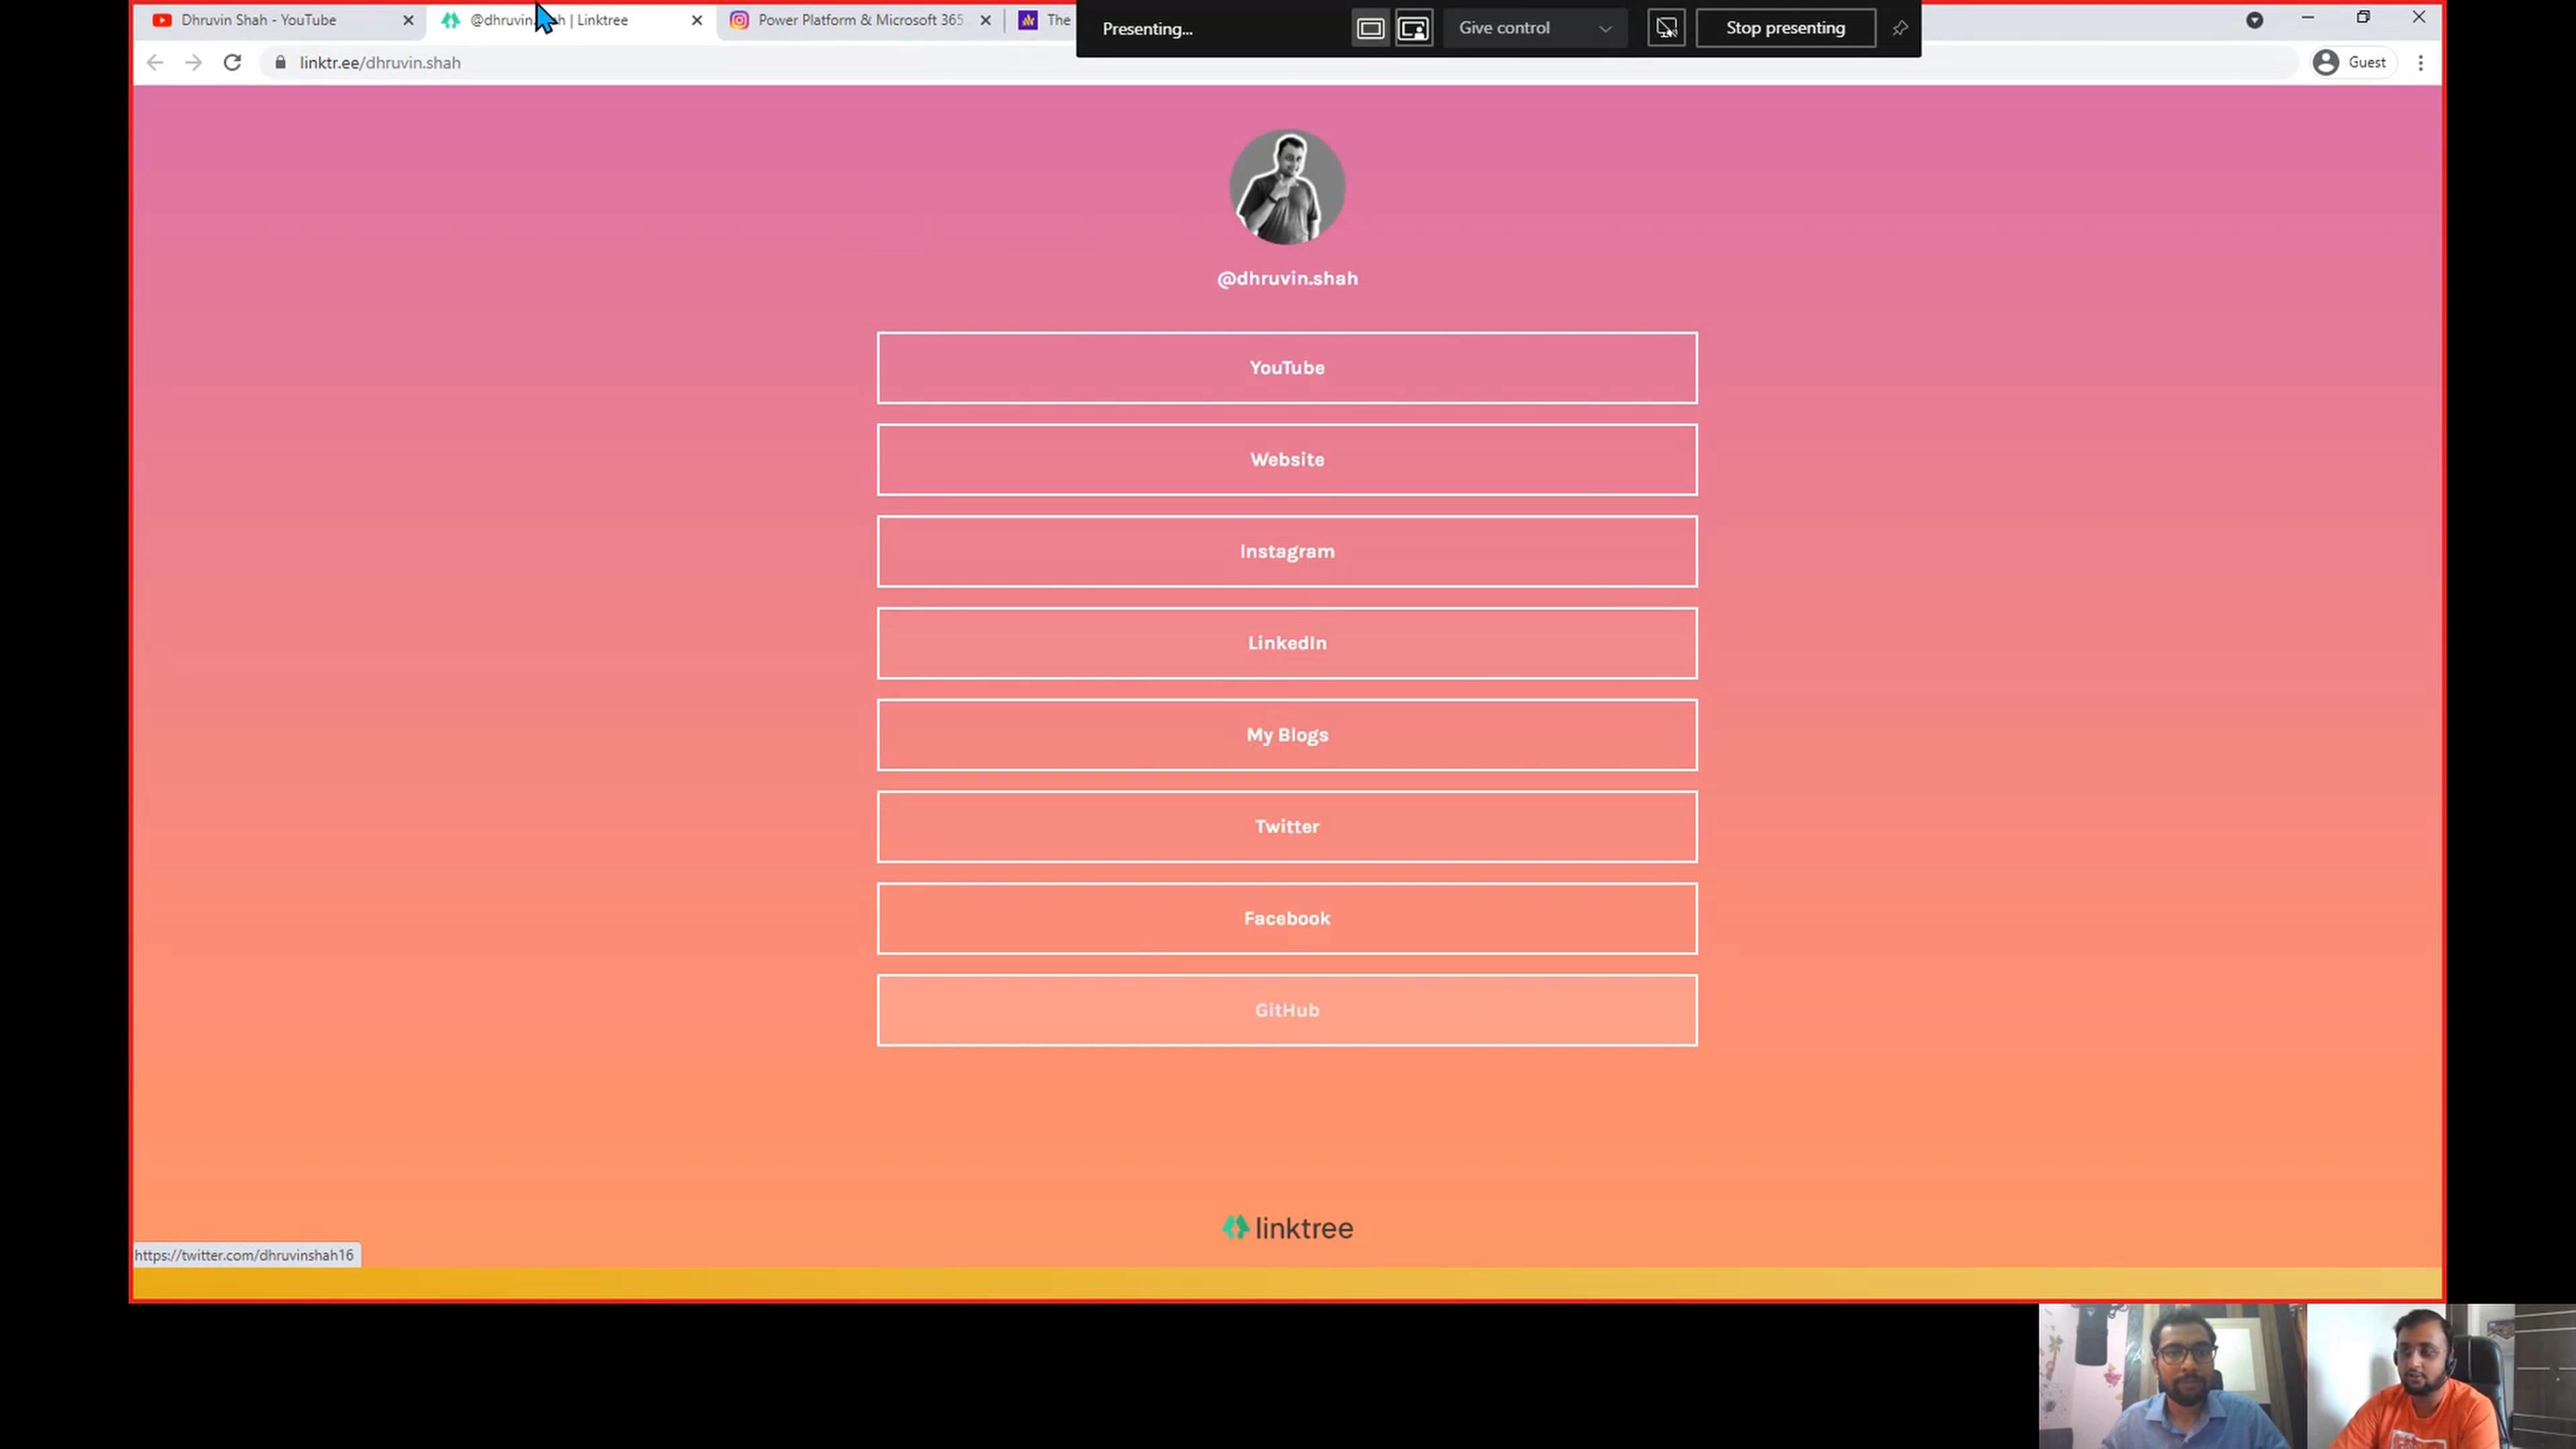 Dhruvin Shah - YouTube
| Linktree
Power Platform & Microsoft 365
The
Presenting...
Give control
Stop presenting
linktr.ee/dhruvin.shah
Guest
@dhruvin.shah
YouTube
Website
Instagram
LinkedIn
My Blogs
Twitter
Facebook
GitHub
linktree
https://twitter.com/dhruvinshah16